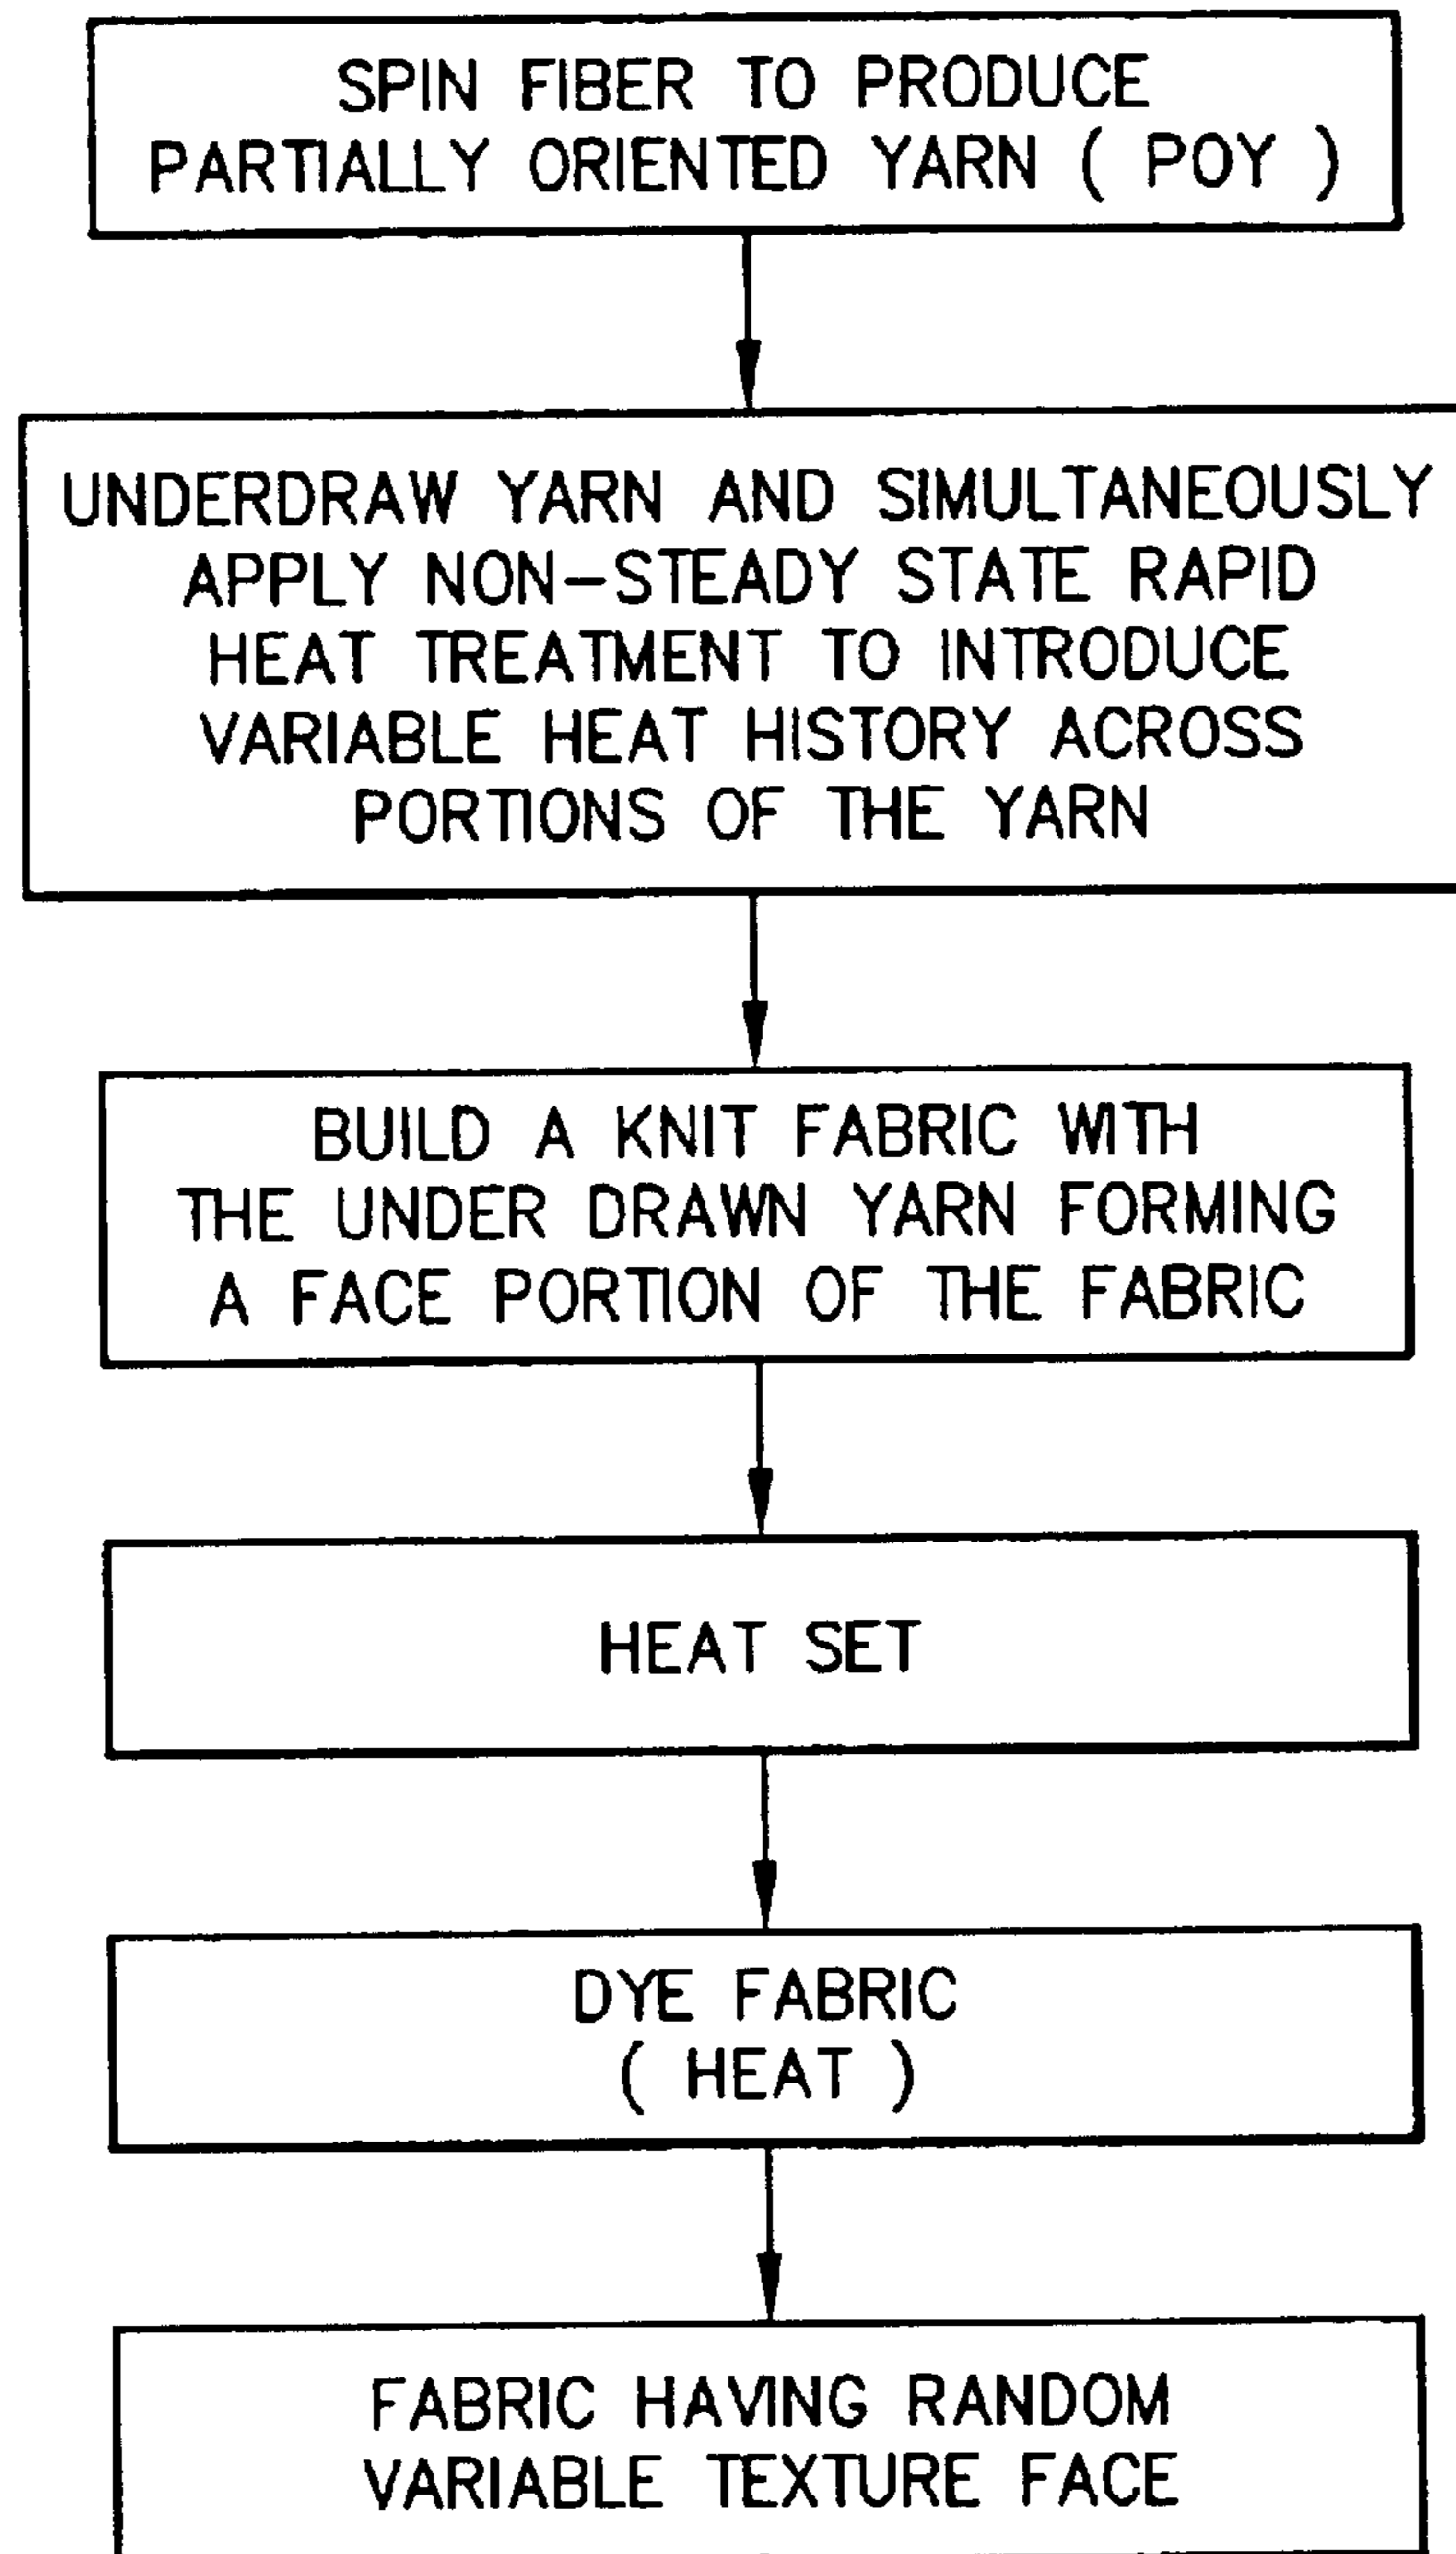 SPIN FIBER TO PRODUCE
PARTIALLY ORIENTED YARN ( POY )
UNDERDRAW YARN AND SIMULTANEOUSLY
APPLY NON-STEADY STATE RAPID
HEAT TREATMENT TO INTRODUCE
VARIABLE HEAT HISTORY ACROSS
PORTIONS OF THE YARN
BUILD A KNIT FABRIC WITH
THE UNDER DRAWN YARN FORMING
A FACE PORTION OF THE FABRIC
HEAT SET
DYE FABRIC
( HEAT )
FABRIC HAVING RANDOM
VARIABLE TEXTURE FACE